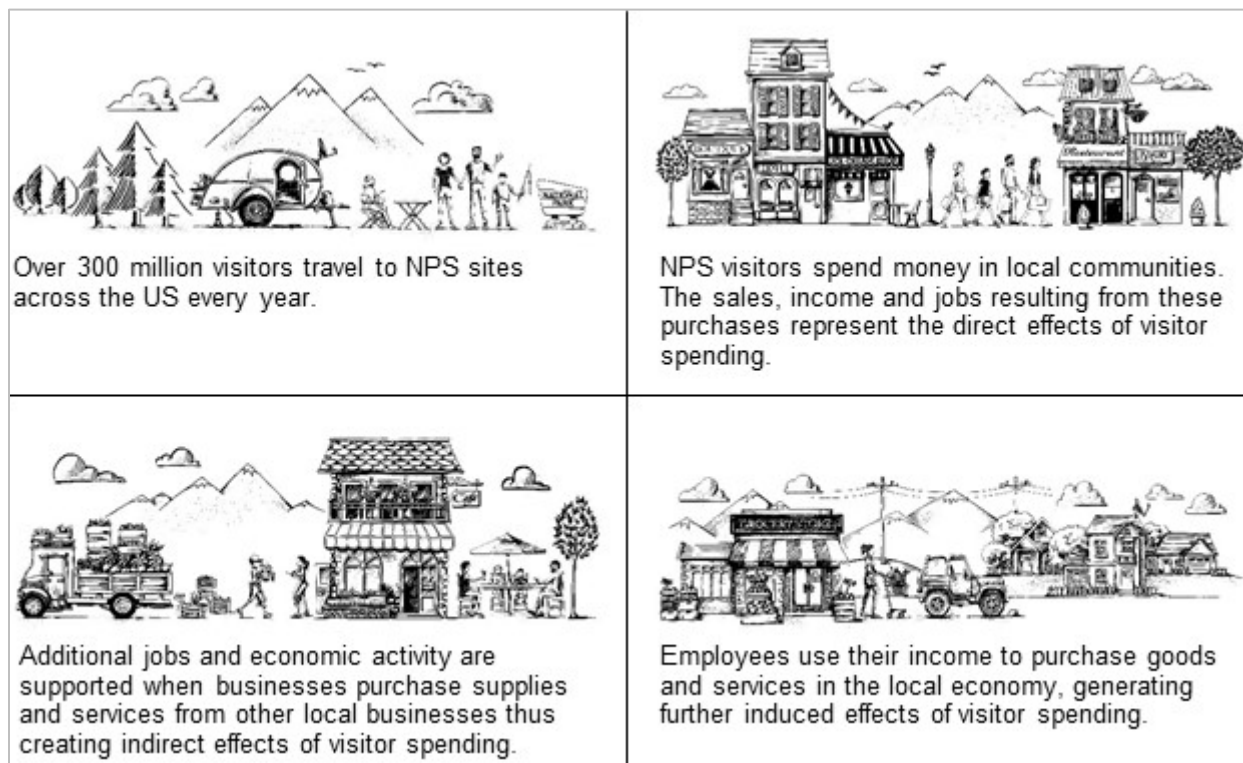 Over 300 million visitors travel to NPS sites
across the US every year.
Restaurant
NPS visitors spend money in local communities.
The sales, income and jobs resulting from these
purchases represent the direct effects of visitor
spending.
Additional jobs and economic activity are
supported when businesses purchase supplies
and services from other local businesses thus
creating indirect effects of visitor spending.
Employees use their income to purchase goods
and services in the local economy, generating
further induced effects of visitor spending.